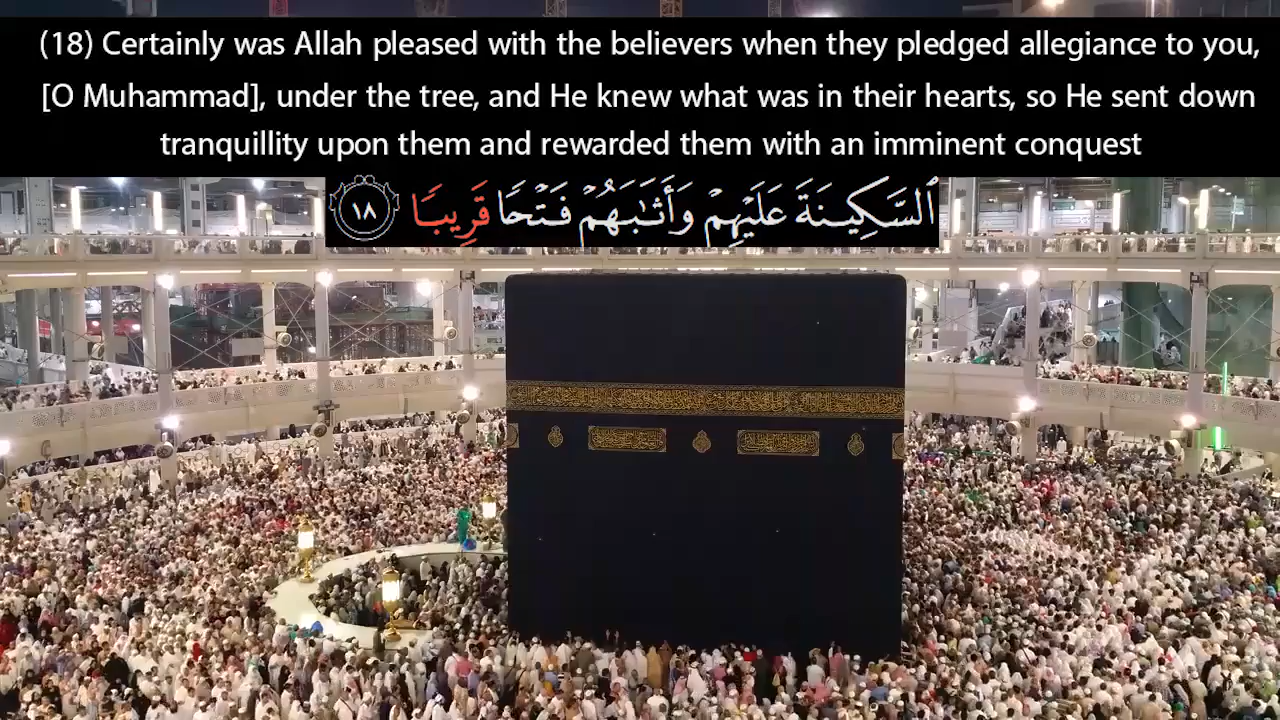 (18) Certainly was Allah pleased with the believers when they pledged allegiance to you,
[O Muhammad], under the tree, and He knew what was in their hearts, so He sent down
tranquillity upon them and rewarded them with an imminent conquest
ٱلسَّكِينَةَ عَلَيْهِمْ وَأَثَـٰبَهُمْ فَتْحًا قَرِيبًا ١٨